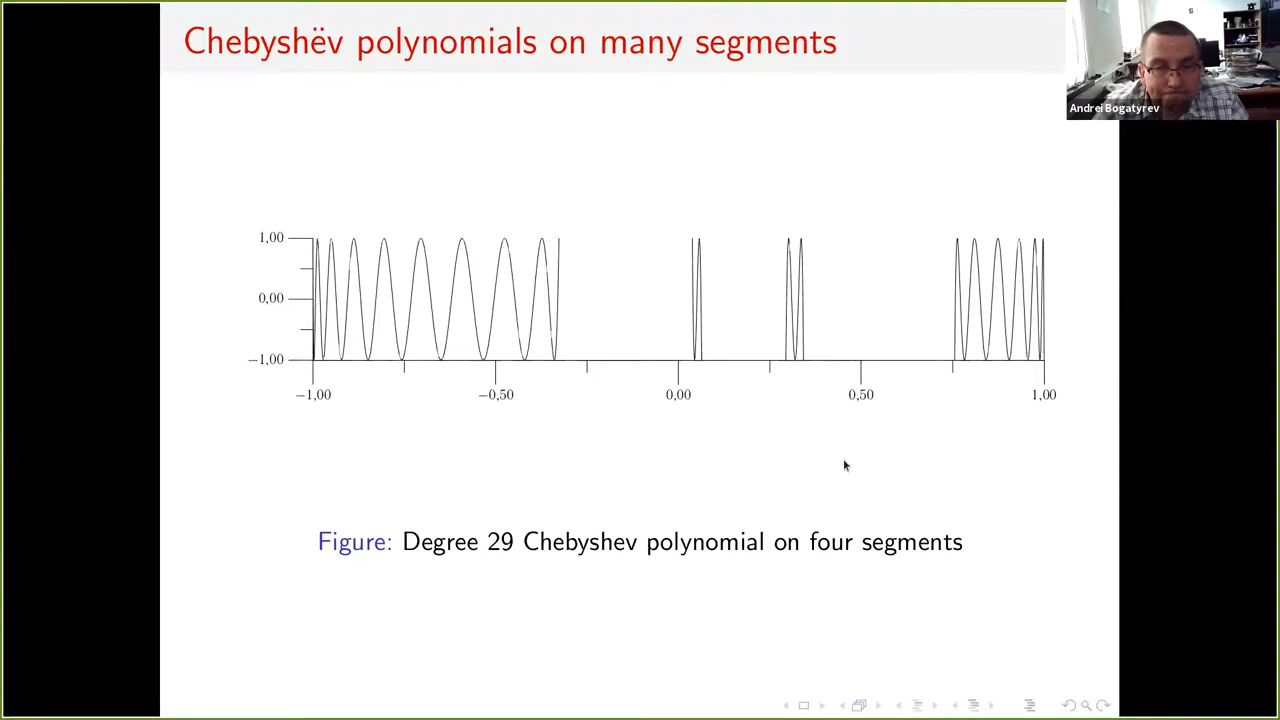 Chebyshëv polynomials on many segments
Andrei Bogatyrev
1,00
0,00
−1,00
−1,00 −0,50 0,00 0,50 1,00
Figure: Degree 29 Chebyshev polynomial on four segments